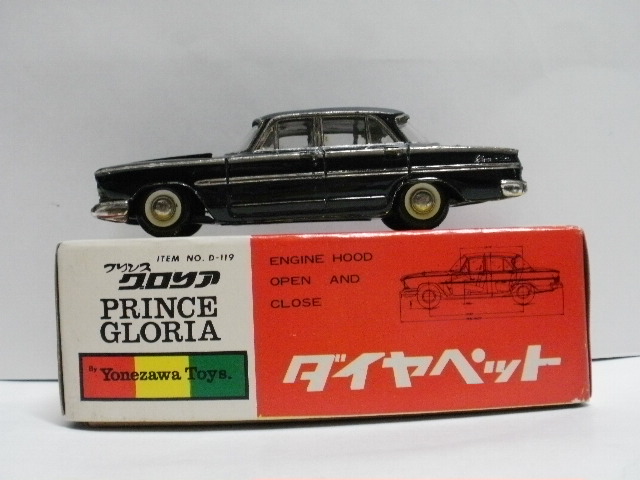 ITEM NO. D-119
プリンス
グロリア
PRINCE
GLORIA
By Yonezawa Toys.
ENGINE HOOD
OPEN AND
CLOSE
ダイヤペット